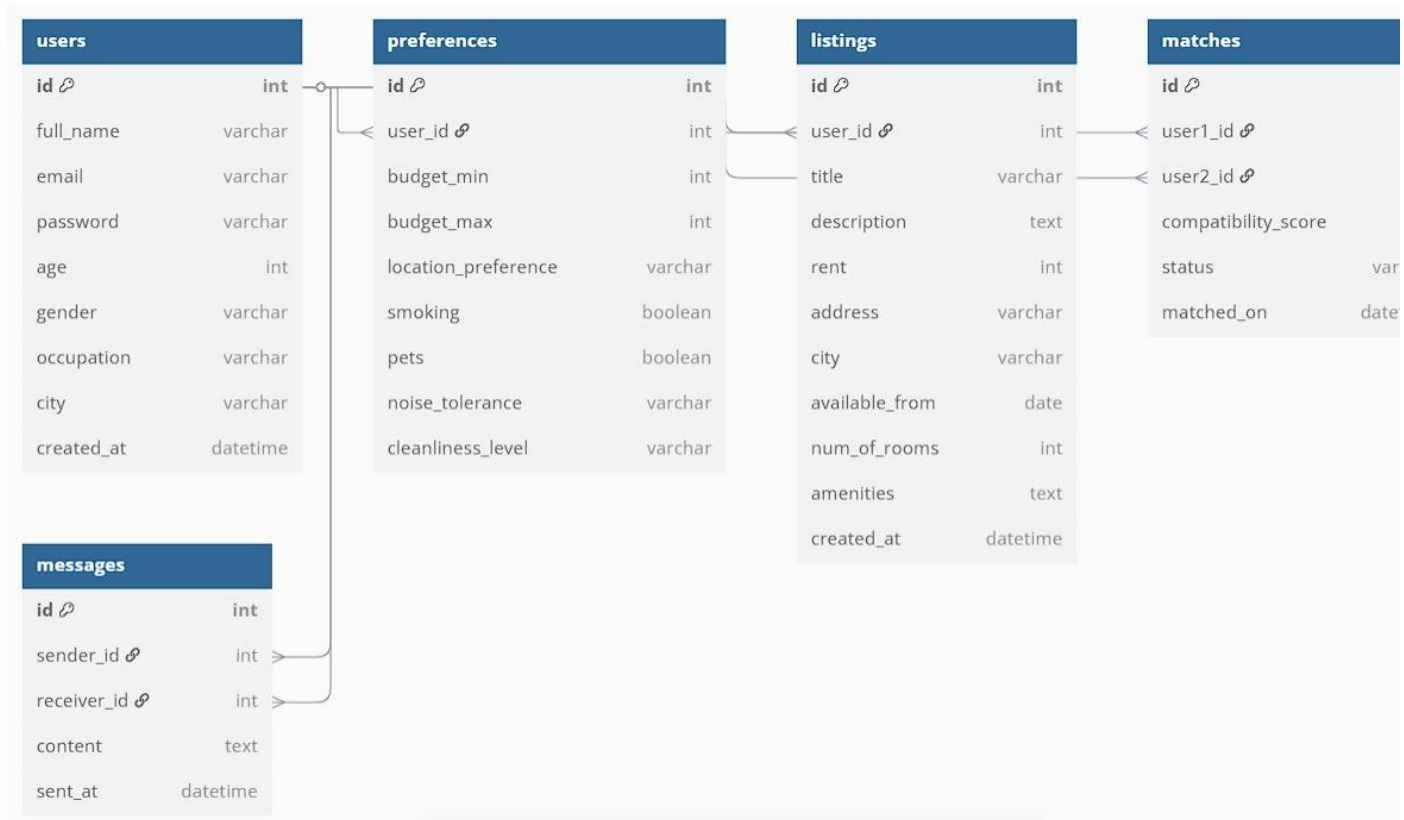 users
id int
full_name varchar
email varchar
password varchar
age int
gender varchar
occupation varchar
city varchar
created_at datetime
preferences
id int
user_id int
budget_min int
budget_max int
location_preference varchar
smoking boolean
pets boolean
noise_tolerance varchar
cleanliness_level varchar
listings
id int
user_id int
title varchar
description text
rent int
address varchar
city varchar
available_from date
num_of_rooms int
amenities text
created_at datetime
matches
id
user1_id
user2_id
compatibility_score
status var
matched_on date
messages
id int
sender_id int
receiver_id int
content text
sent_at datetime